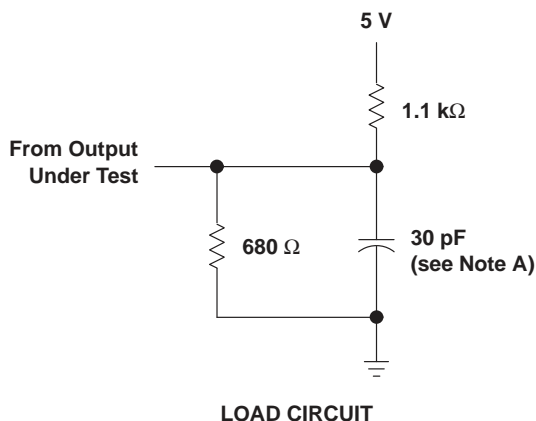 5 V
1.1 kΩ
From Output
Under Test
680 Ω
30 pF
(see Note A)
LOAD CIRCUIT